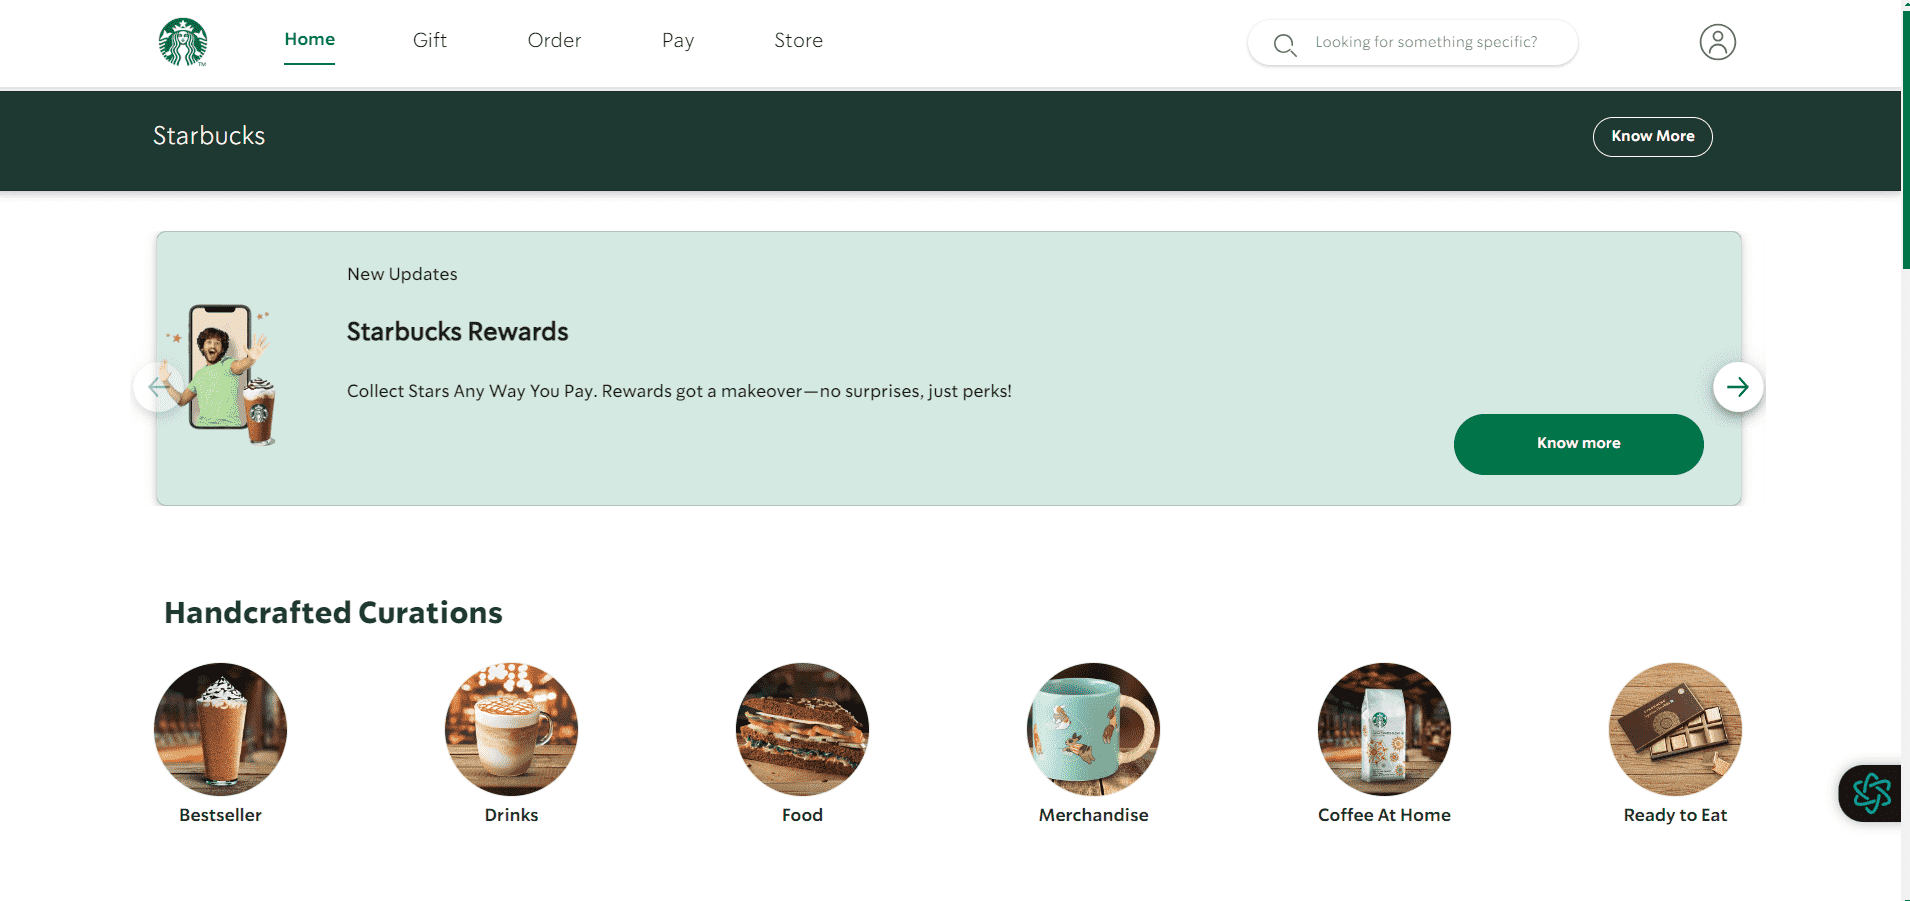 Home
Gift
Order
Pay
Store
Looking for something specific?
TM
Starbucks
Know More
New Updates
Starbucks Rewards
Collect Stars Any Way You Pay. Rewards got a makeover—no surprises, just perks!
Know more
Handcrafted Curations
Bestseller
Drinks
Food
Merchandise
Coffee At Home
Ready to Eat